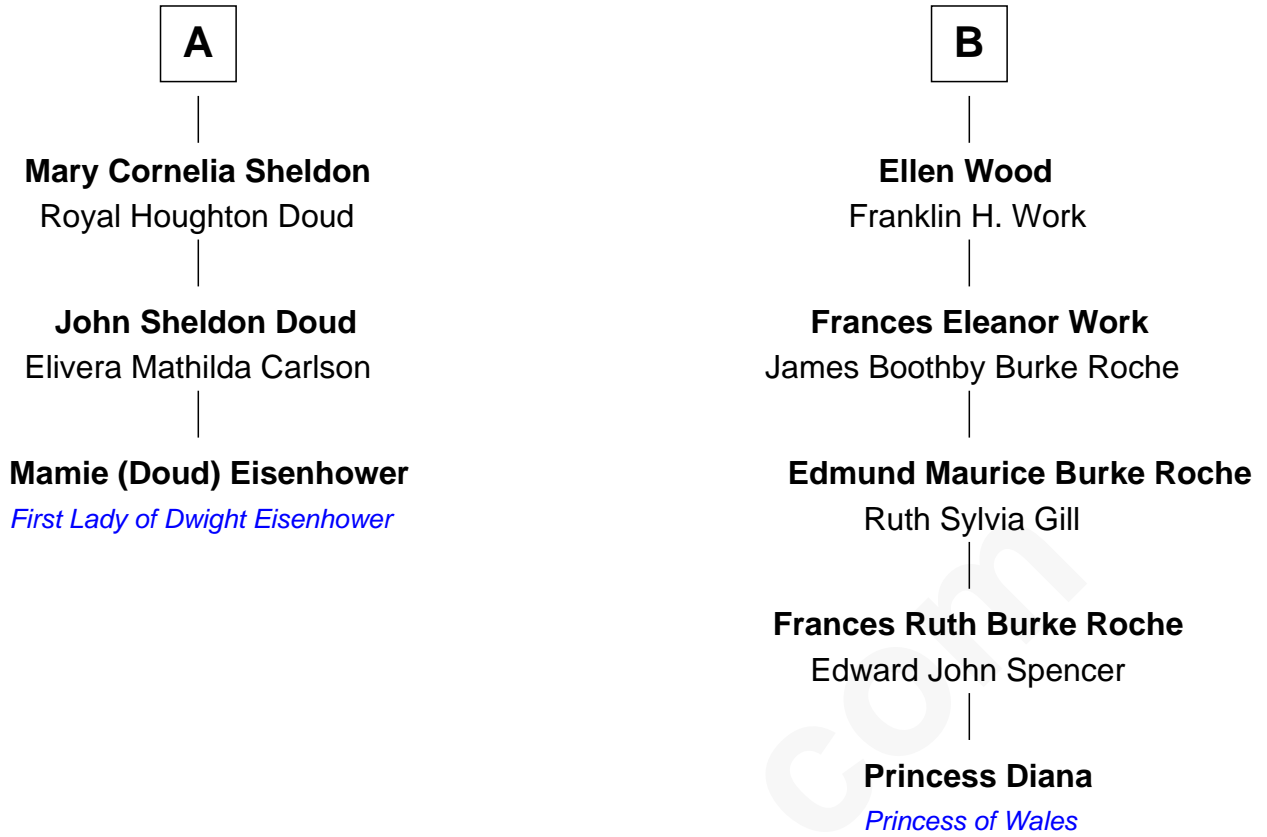 A
Mary Cornelia Sheldon
Royal Houghton Doud
John Sheldon Doud
Elivera Mathilda Carlson
Mamie (Doud) Eisenhower
First Lady of Dwight Eisenhower
B
Ellen Wood
Franklin H. Work
Frances Eleanor Work
James Boothby Burke Roche
Edmund Maurice Burke Roche
Ruth Sylvia Gill
Frances Ruth Burke Roche
Edward John Spencer
Princess Diana
Princess of Wales
com